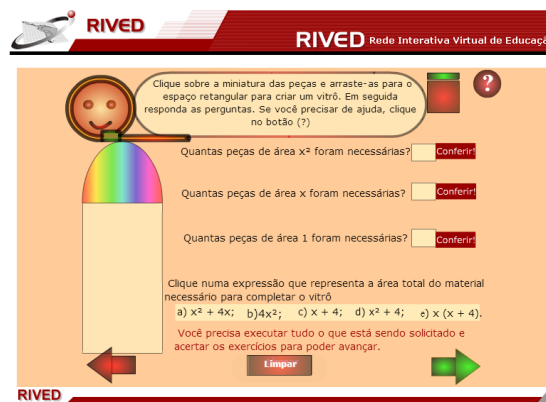 RIVED
RIVED Rede Interativa Virtual de Educaçã
Clique sobre a miniatura das peças e arraste-as para o
espaço retangular para criar um vitrô. Em seguida
responda as perguntas. Se você precisar de ajuda, clique
no botão (?)
?
Quantas peças de área x² foram necessárias? Conferir!
Quantas peças de área x foram necessárias? Conferir!
Quantas peças de área 1 foram necessárias? Conferir!
Clique numa expressão que representa a área total do material
necessário para completar o vitrô
a) x² + 4x; b)4x²; c) x + 4; d) x² + 4; e) x (x + 4).
Você precisa executar tudo o que está sendo solicitado e
acertar os exercícios para poder avançar.
Limpar
RIVED